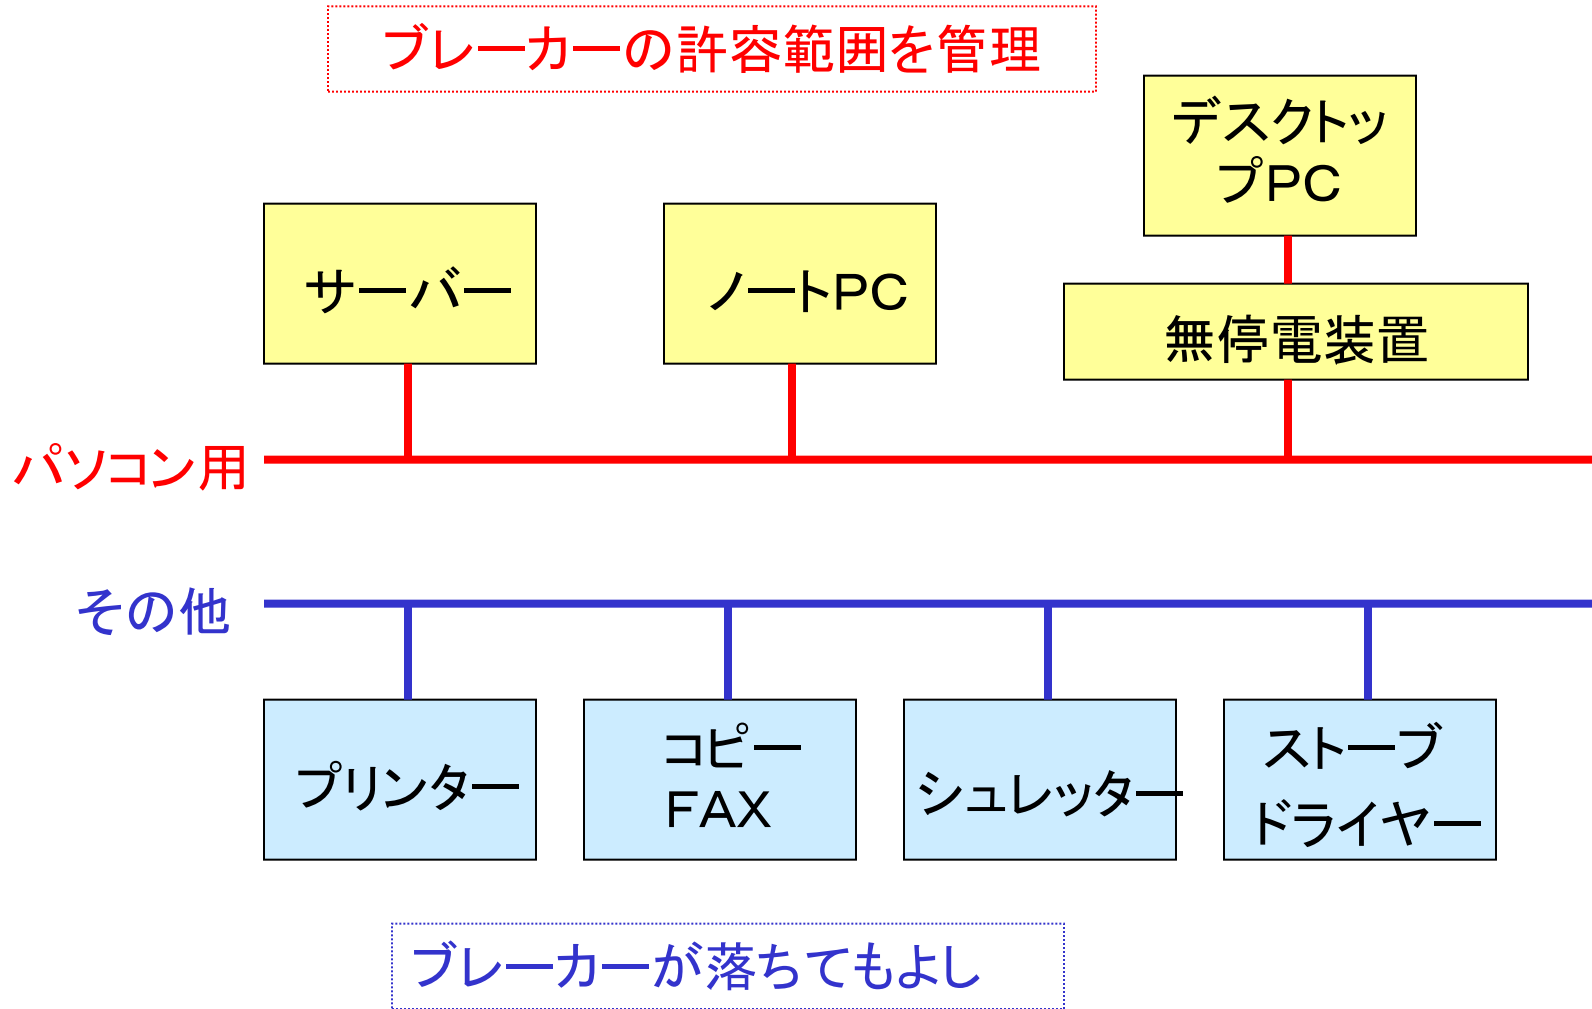 ブレーカーの許容範囲を管理
デスクトッ
プPC
サーバー
ノートPC
無停電装置
パソコン用
その他
プリンター
コピー
FAX
シュレッター
ストーブ
ドライヤー
ブレーカーが落ちてもよし